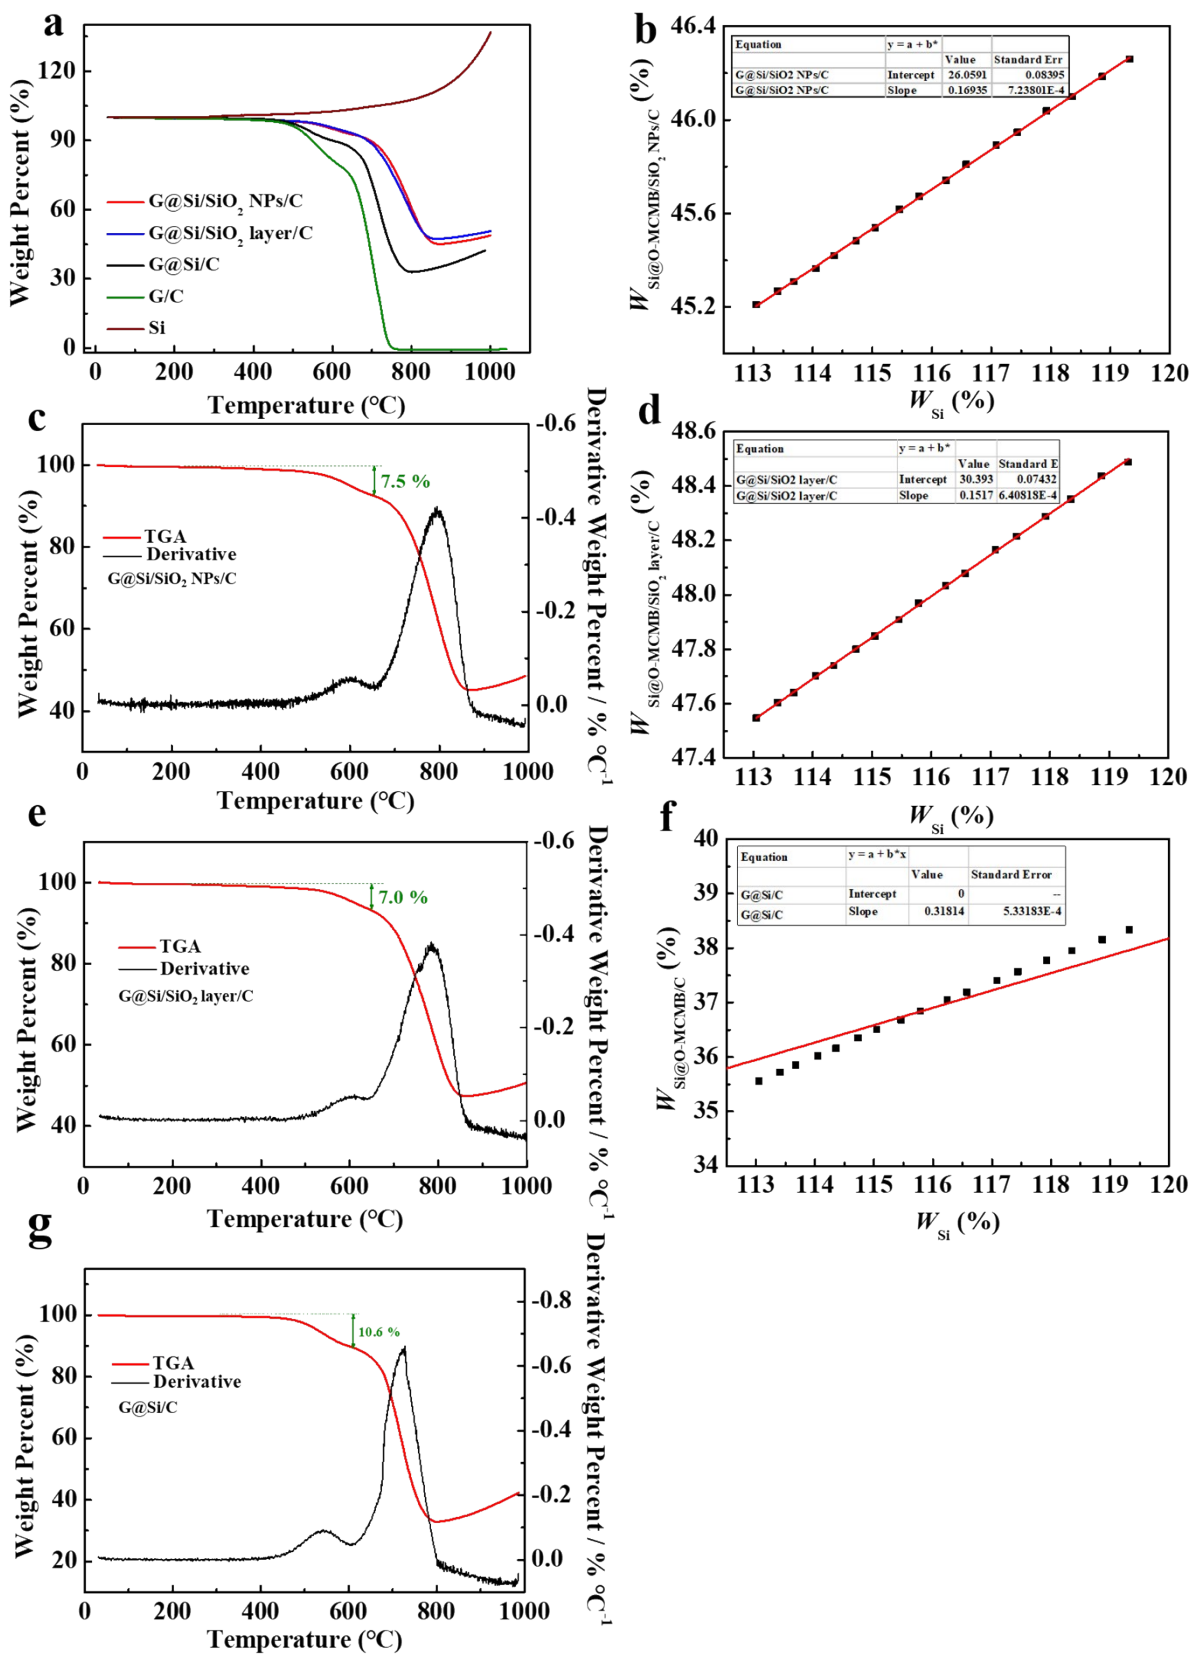 a
Weight Percent (%)
120
90
60
30
0
G@Si/SiO2 NPs/C
G@Si/SiO2 layer/C
G@Si/C
G/C
Si
0 200 400 600 800 1000
Temperature (°C)
b
W Si@O-MCMB/SiO2 NPs/C (%)
46.4
46.0
45.6
45.2
Equation y = a + b*
Value Standard Err
G@Si/SiO2 NPs/C Intercept 26.0591 0.08395
G@Si/SiO2 NPs/C Slope 0.16935 7.23801E-4
113 114 115 116 117 118 119 120
W Si (%)
c
Weight Percent (%)
100
80
60
40
7.5 %
TGA
Derivative
G@Si/SiO2 NPs/C
-0.6
-0.4
-0.2
0.0
Derivative Weight Percent / % °C-1
0 200 400 600 800 1000
Temperature (°C)
d
W Si@O-MCMB/SiO2 layer/C (%)
48.6
48.4
48.2
48.0
47.8
47.6
47.4
Equation y = a + b*
Value Standard E
G@Si/SiO2 layer/C Intercept 30.393 0.07432
G@Si/SiO2 layer/C Slope 0.1517 6.40818E-4
113 114 115 116 117 118 119 120
W Si (%)
e
Weight Percent (%)
100
80
60
40
7.0 %
TGA
Derivative
G@Si/SiO2 layer/C
-0.6
-0.4
-0.2
0.0
Derivative Weight Percent / % °C-1
0 200 400 600 800 1000
Temperature (°C)
f
W Si@O-MCMB/C (%)
40
39
38
37
36
35
34
Equation y = a + b*x
Value Standard Error
G@Si/C Intercept 0 --
G@Si/C Slope 0.31814 5.33183E-4
113 114 115 116 117 118 119 120
W Si (%)
g
Weight Percent (%)
100
80
60
40
20
10.6 %
TGA
Derivative
G@Si/C
-0.8
-0.6
-0.4
-0.2
0.0
Derivative Weight Percent / % °C-1
0 200 400 600 800 1000
Temperature (°C)